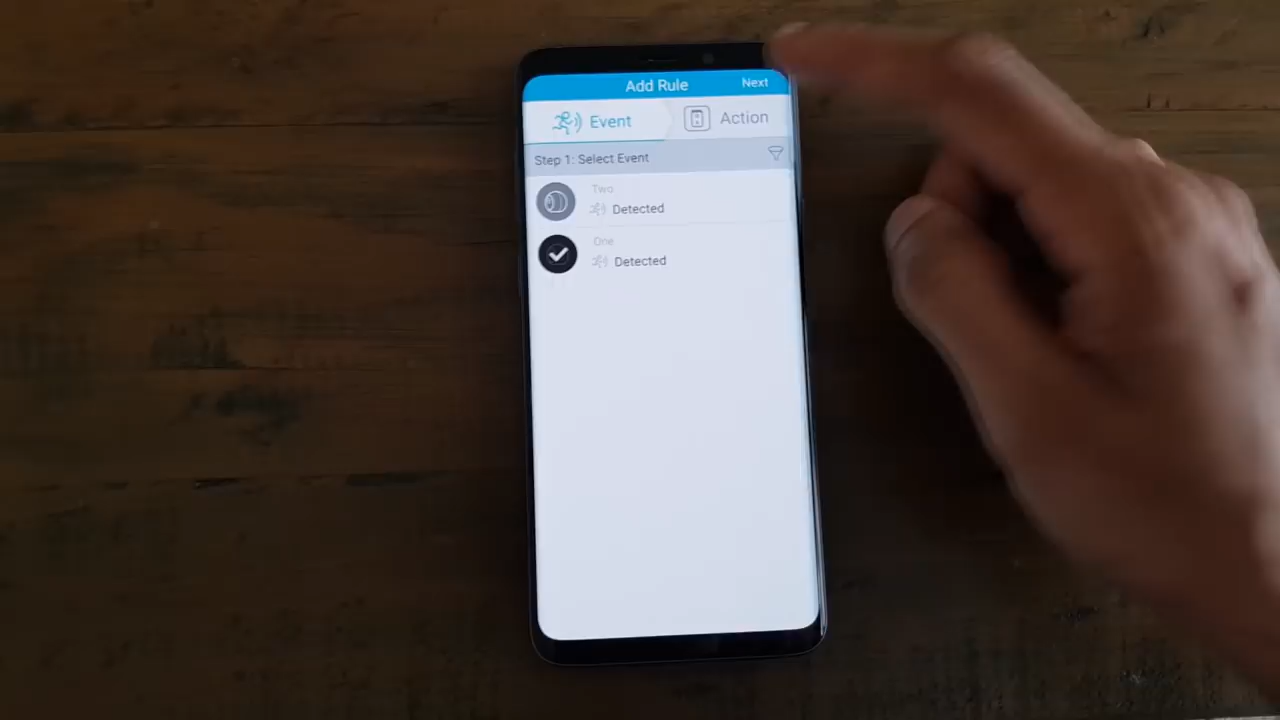 Add Rule
Next
Event
Action
Step 1: Select Event
Two
Detected
One
Detected